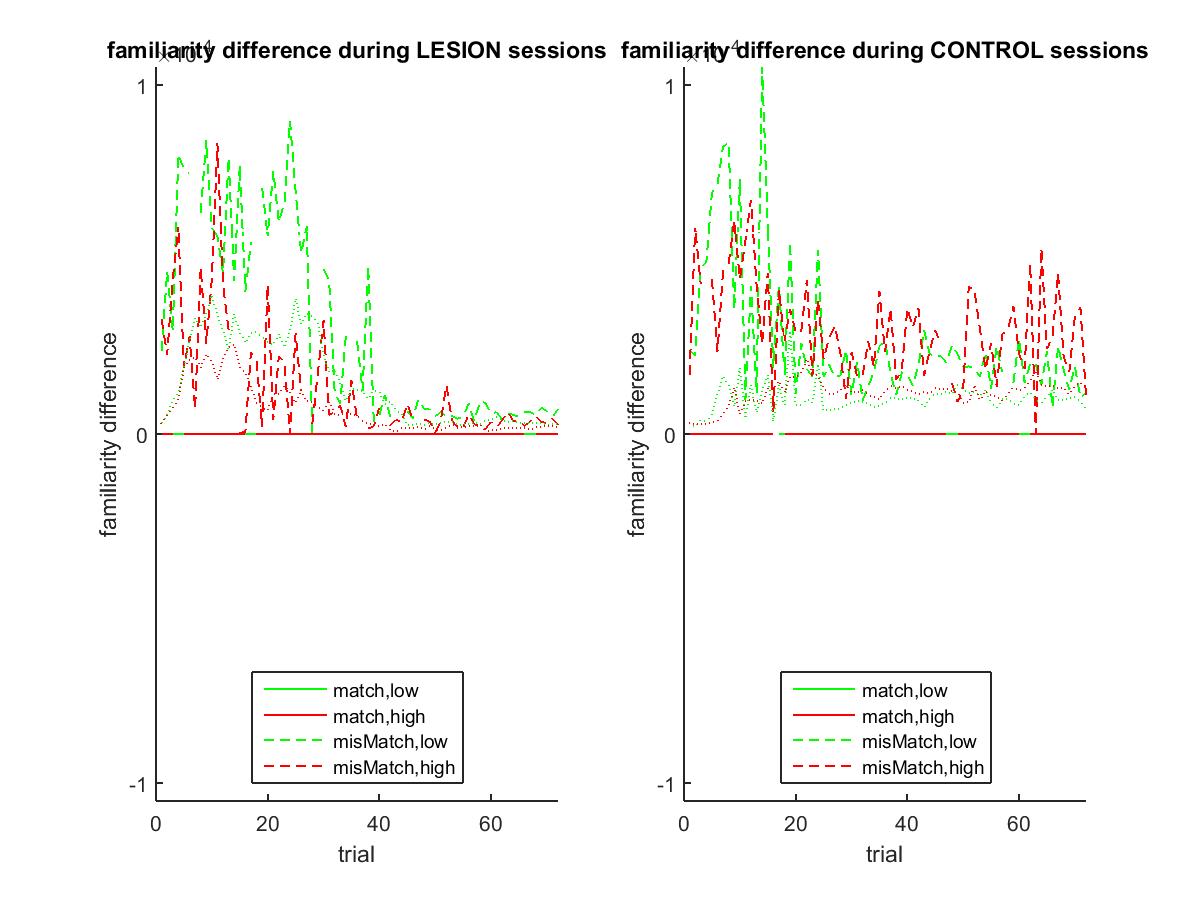 familiarity difference during LESION sessions
familiarity difference
1
0
-1
0
20
40
60
trial
match,low
match,high
misMatch,low
misMatch,high
familiarity difference during CONTROL sessions
familiarity difference
1
0
-1
0
20
40
60
trial
match,low
match,high
misMatch,low
misMatch,high